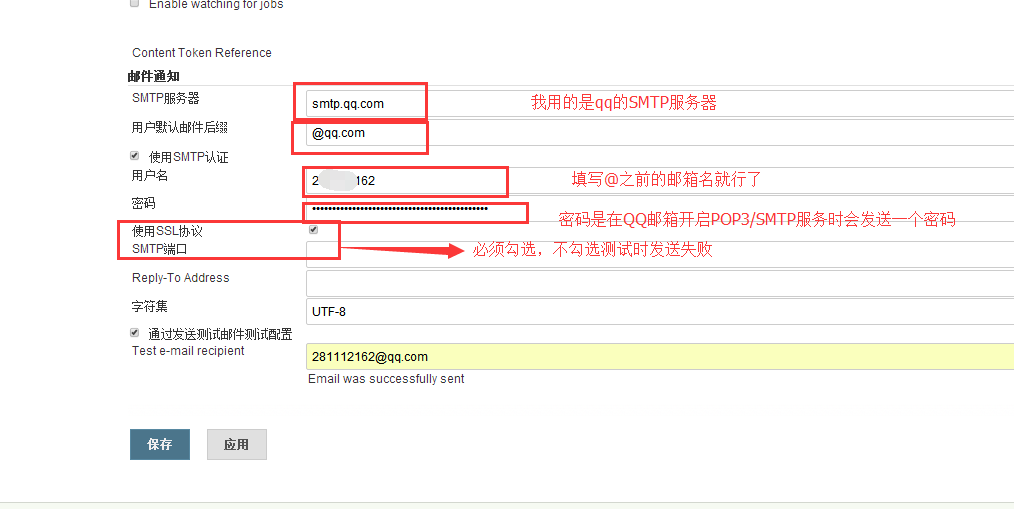 Enable watching for jobs
Content Token Reference
邮件通知
SMTP服务器
smtp.qq.com
我用的是qq的SMTP服务器
用户默认邮件后缀
@qq.com
使用SMTP认证
用户名
2 162
填写@之前的邮箱名就行了
密码
••••••••••••••••••••••••••••••••••••••••••••
密码是在QQ邮箱开启POP3/SMTP服务时会发送一个密码
使用SSL协议
SMTP端口
必须勾选，不勾选测试时发送失败
Reply-To Address
字符集
UTF-8
通过发送测试邮件测试配置
Test e-mail recipient
281112162@qq.com
Email was successfully sent
保存
应用